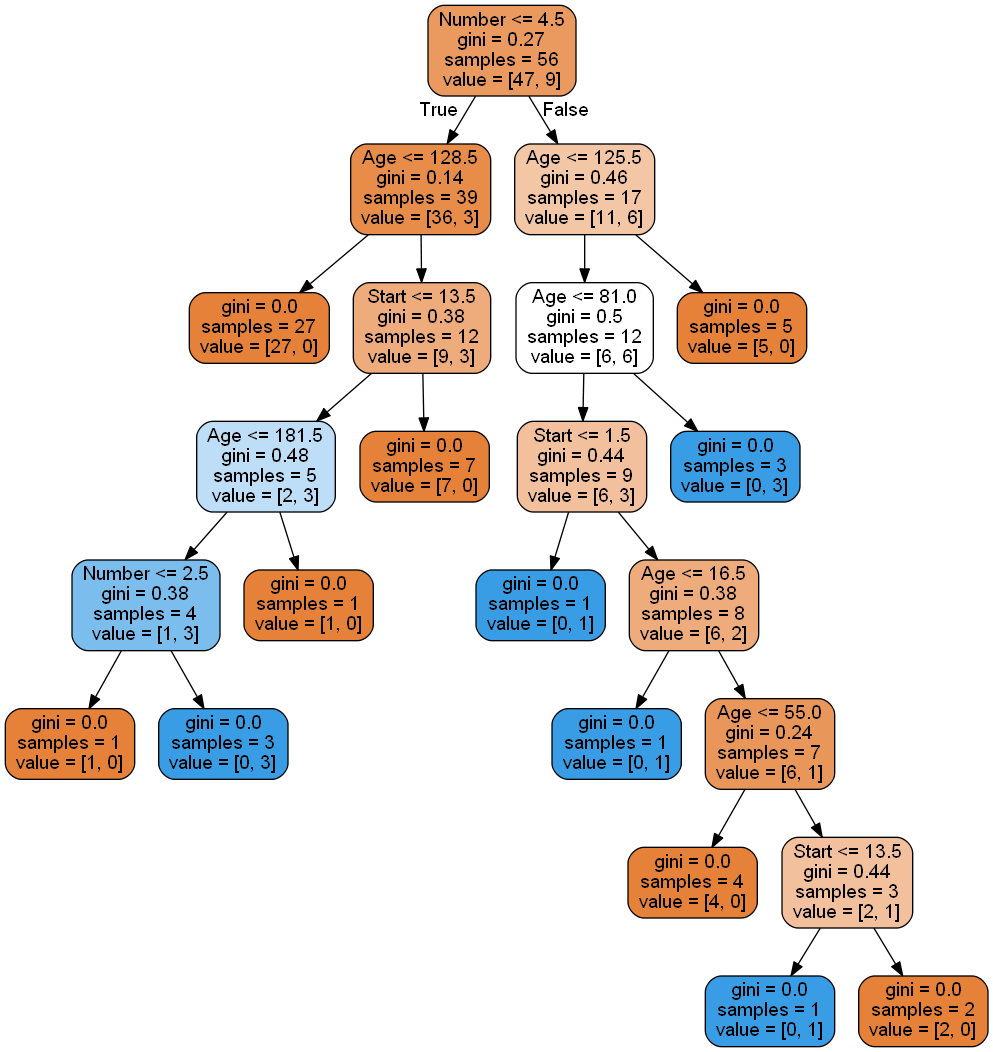 Number <= 4.5
gini = 0.27
samples = 56
value = [47, 9]
True
False
Age <= 128.5
gini = 0.14
samples = 39
value = [36, 3]
Age <= 125.5
gini = 0.46
samples = 17
value = [11, 6]
gini = 0.0
samples = 27
value = [27, 0]
Start <= 13.5
gini = 0.38
samples = 12
value = [9, 3]
Age <= 81.0
gini = 0.5
samples = 12
value = [6, 6]
gini = 0.0
samples = 5
value = [5, 0]
Age <= 181.5
gini = 0.48
samples = 5
value = [2, 3]
gini = 0.0
samples = 7
value = [7, 0]
Start <= 1.5
gini = 0.44
samples = 9
value = [6, 3]
gini = 0.0
samples = 3
value = [0, 3]
Number <= 2.5
gini = 0.38
samples = 4
value = [1, 3]
gini = 0.0
samples = 1
value = [1, 0]
gini = 0.0
samples = 1
value = [0, 1]
Age <= 16.5
gini = 0.38
samples = 8
value = [6, 2]
gini = 0.0
samples = 1
value = [1, 0]
gini = 0.0
samples = 3
value = [0, 3]
gini = 0.0
samples = 1
value = [0, 1]
Age <= 55.0
gini = 0.24
samples = 7
value = [6, 1]
gini = 0.0
samples = 4
value = [4, 0]
Start <= 13.5
gini = 0.44
samples = 3
value = [2, 1]
gini = 0.0
samples = 1
value = [0, 1]
gini = 0.0
samples = 2
value = [2, 0]